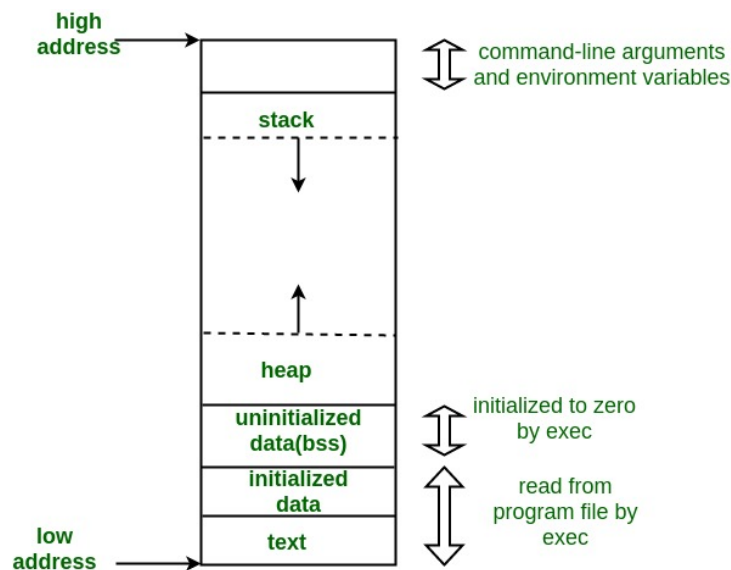 high
address
command-line arguments
and environment variables
stack
heap
uninitialized
data(bss)
initialized to zero
by exec
initialized
data
read from
program file by
exec
text
low
address